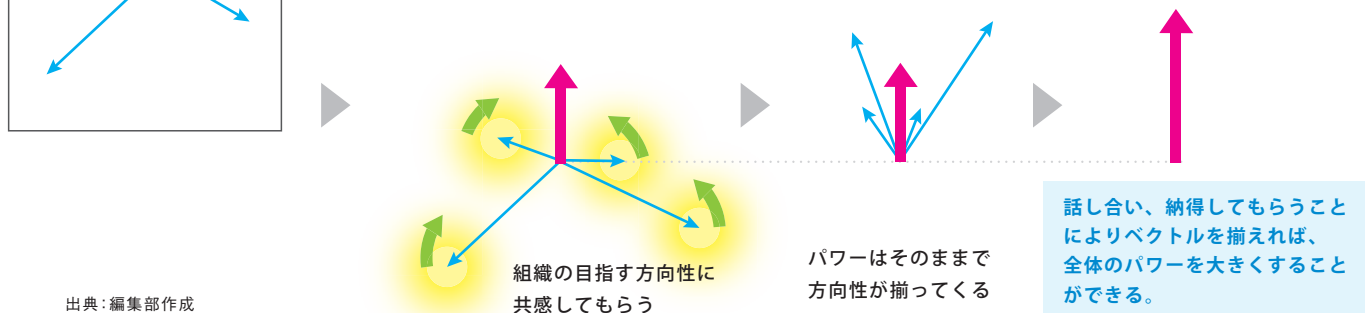 組織の目指す方向性に
共感してもらう
パワーはそのままで
方向性が揃ってくる
話し合い、納得してもらうこと
によりベクトルを揃えれば、
全体のパワーを大きくすること
ができる。
出典：編集部作成